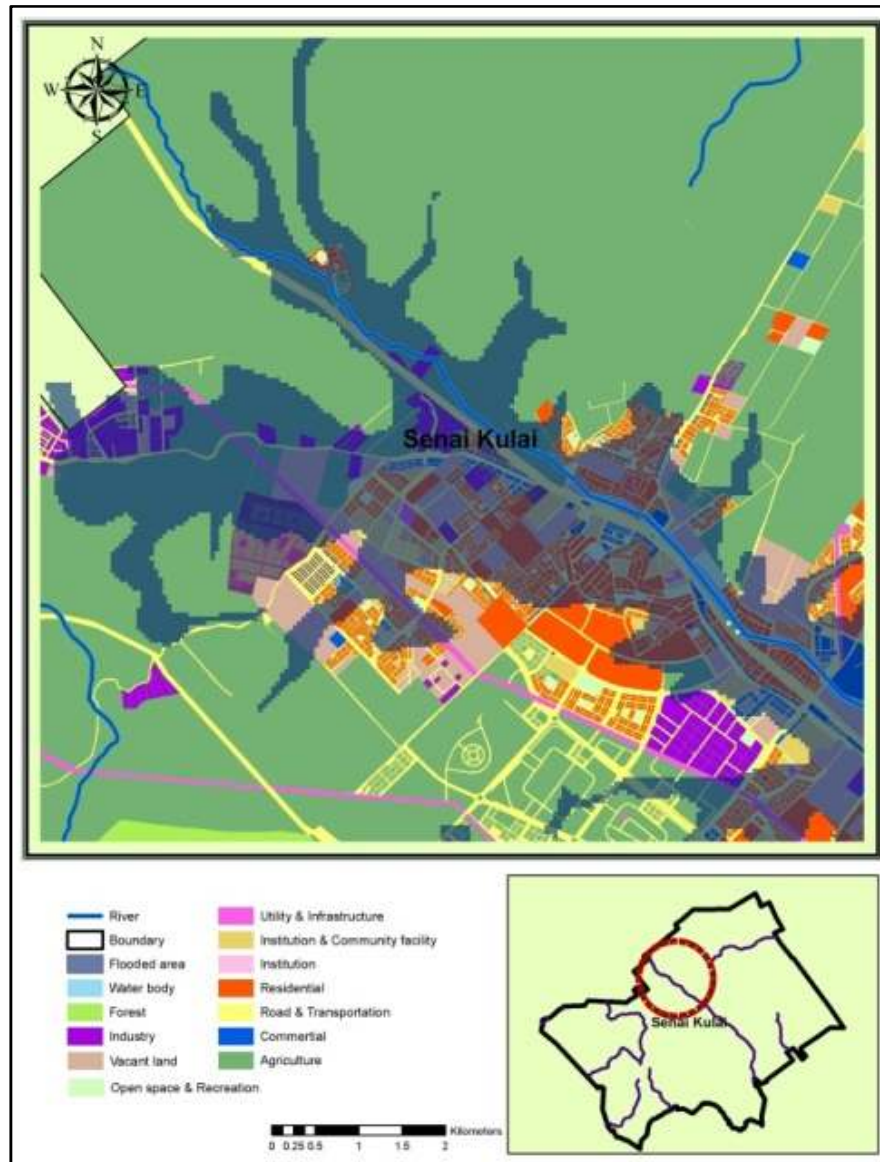 N
W E
S
Senai Kulai
River
Boundary
Flooded area
Water body
Forest
Industry
Vacant land
Open space & Recreation
Utility & Infrastructure
Institution & Community facility
Institution
Residential
Road & Transportation
Commertial
Agriculture
Kilometers
0 0.25 0.5 1 1.5 2
Senai Kulai